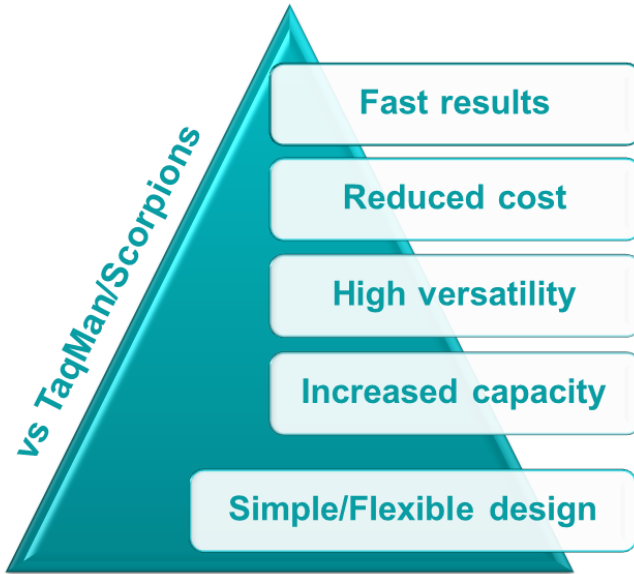 vs TaqMan/Scorpions
Fast results
Reduced cost
High versatility
Increased capacity
Simple/Flexible design